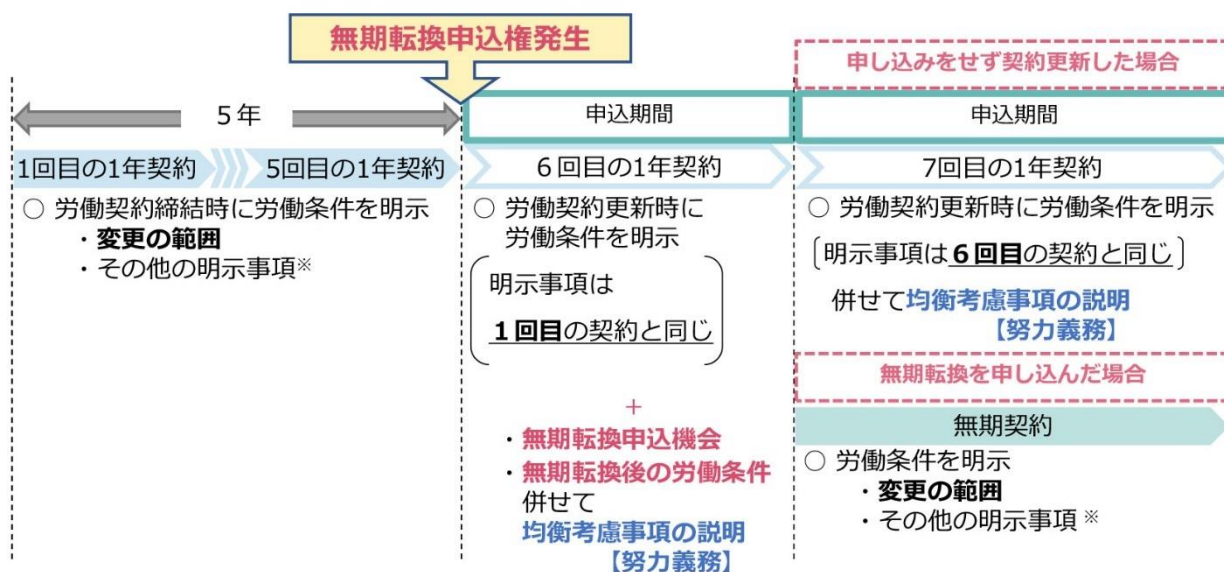 無期転換申込権発生
申し込みをせず契約更新した場合
5年
申込期間
申込期間
1回目の1年契約
5回目の1年契約
6回目の1年契約
7回目の1年契約
○ 労働契約締結時に労働条件を明示
・変更の範囲
・その他の明示事項※
○ 労働契約更新時に
労働条件を明示
明示事項は
1回目の契約と同じ
+
・無期転換申込機会
・無期転換後の労働条件
併せて
均衡考慮事項の説明
【努力義務】
○ 労働契約更新時に労働条件を明示
〔明示事項は6回目の契約と同じ〕
併せて均衡考慮事項の説明
【努力義務】
無期転換を申し込んだ場合
無期契約
○ 労働条件を明示
・変更の範囲
・その他の明示事項※